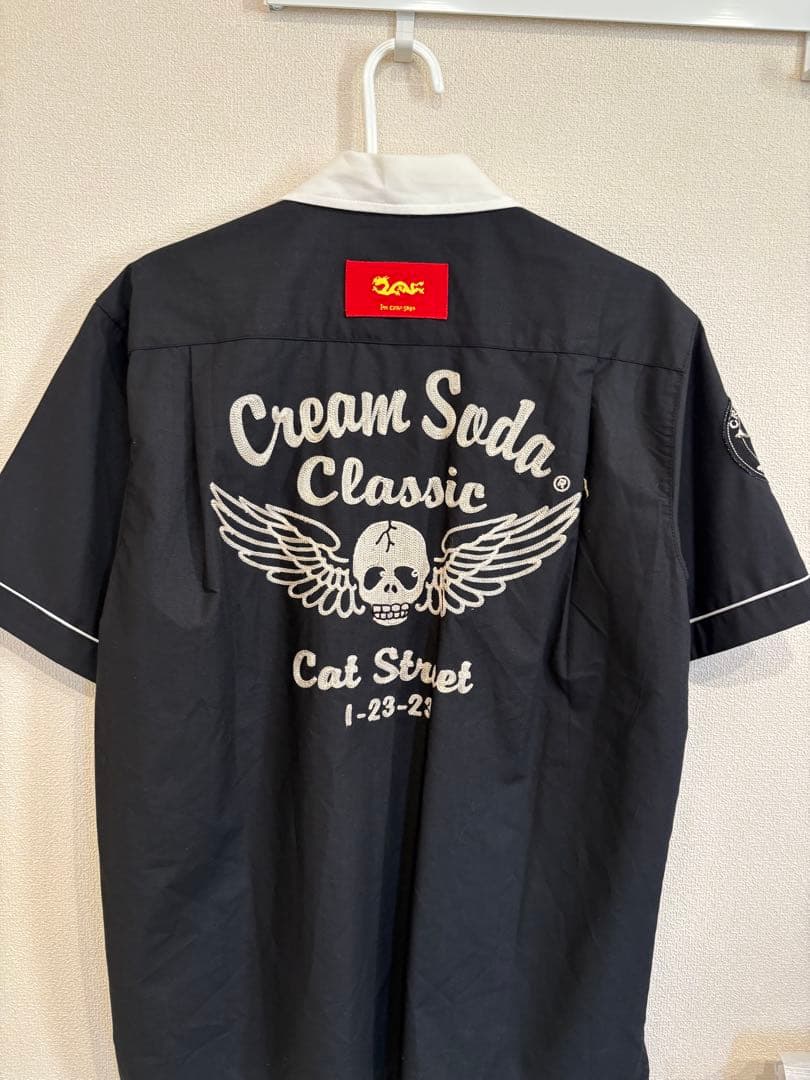 Cream Soda
Classic ®
Cat Street
1-23-23